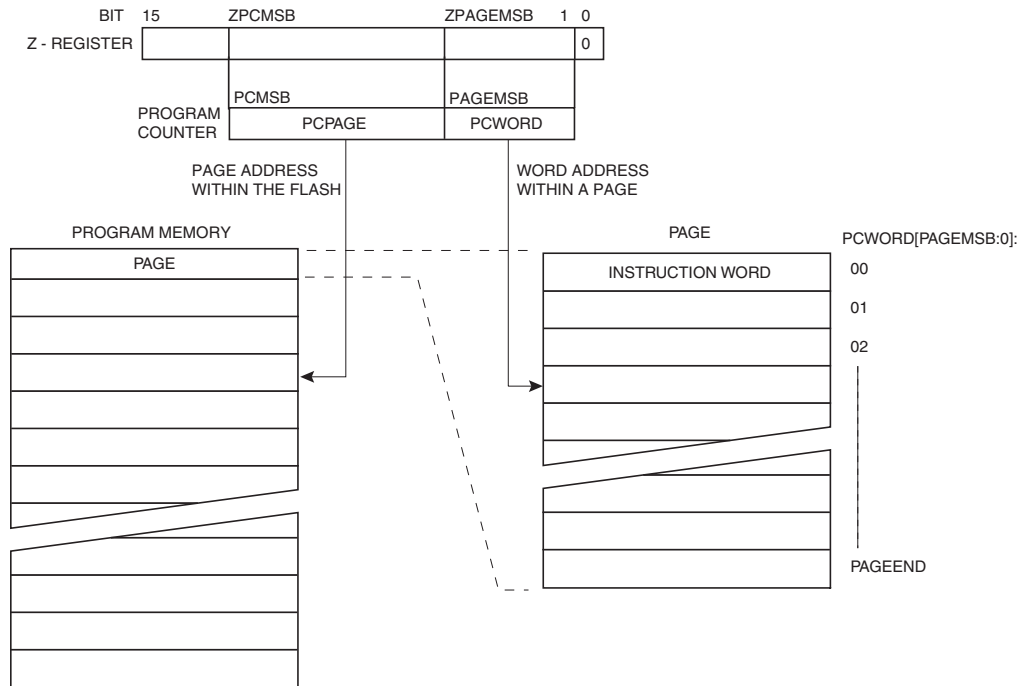 BIT 15 ZPCMSB ZPAGEMSB 1 0
Z - REGISTER 0
PCMSB PAGEMSB
PROGRAM
COUNTER
PCPAGE PCWORD
PAGE ADDRESS
WITHIN THE FLASH
WORD ADDRESS
WITHIN A PAGE
PROGRAM MEMORY
PAGE
PAGE
PCWORD[PAGEMSB:0]:
INSTRUCTION WORD
00
01
02
PAGEEND